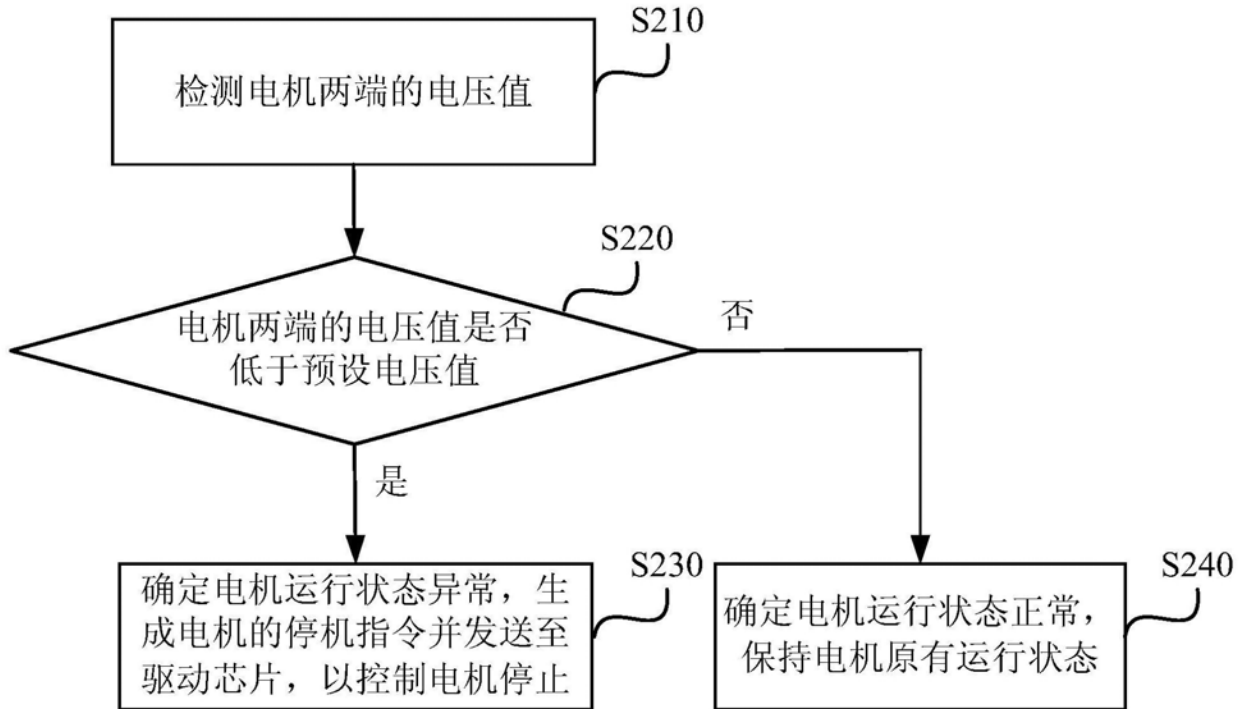 S210
检测电机两端的电压值
S220
电机两端的电压值是否
低于预设电压值
否
是
S230
确定电机运行状态异常，生
成电机的停机指令并发送至
驱动芯片，以控制电机停止
S240
确定电机运行状态正常，
保持电机原有运行状态